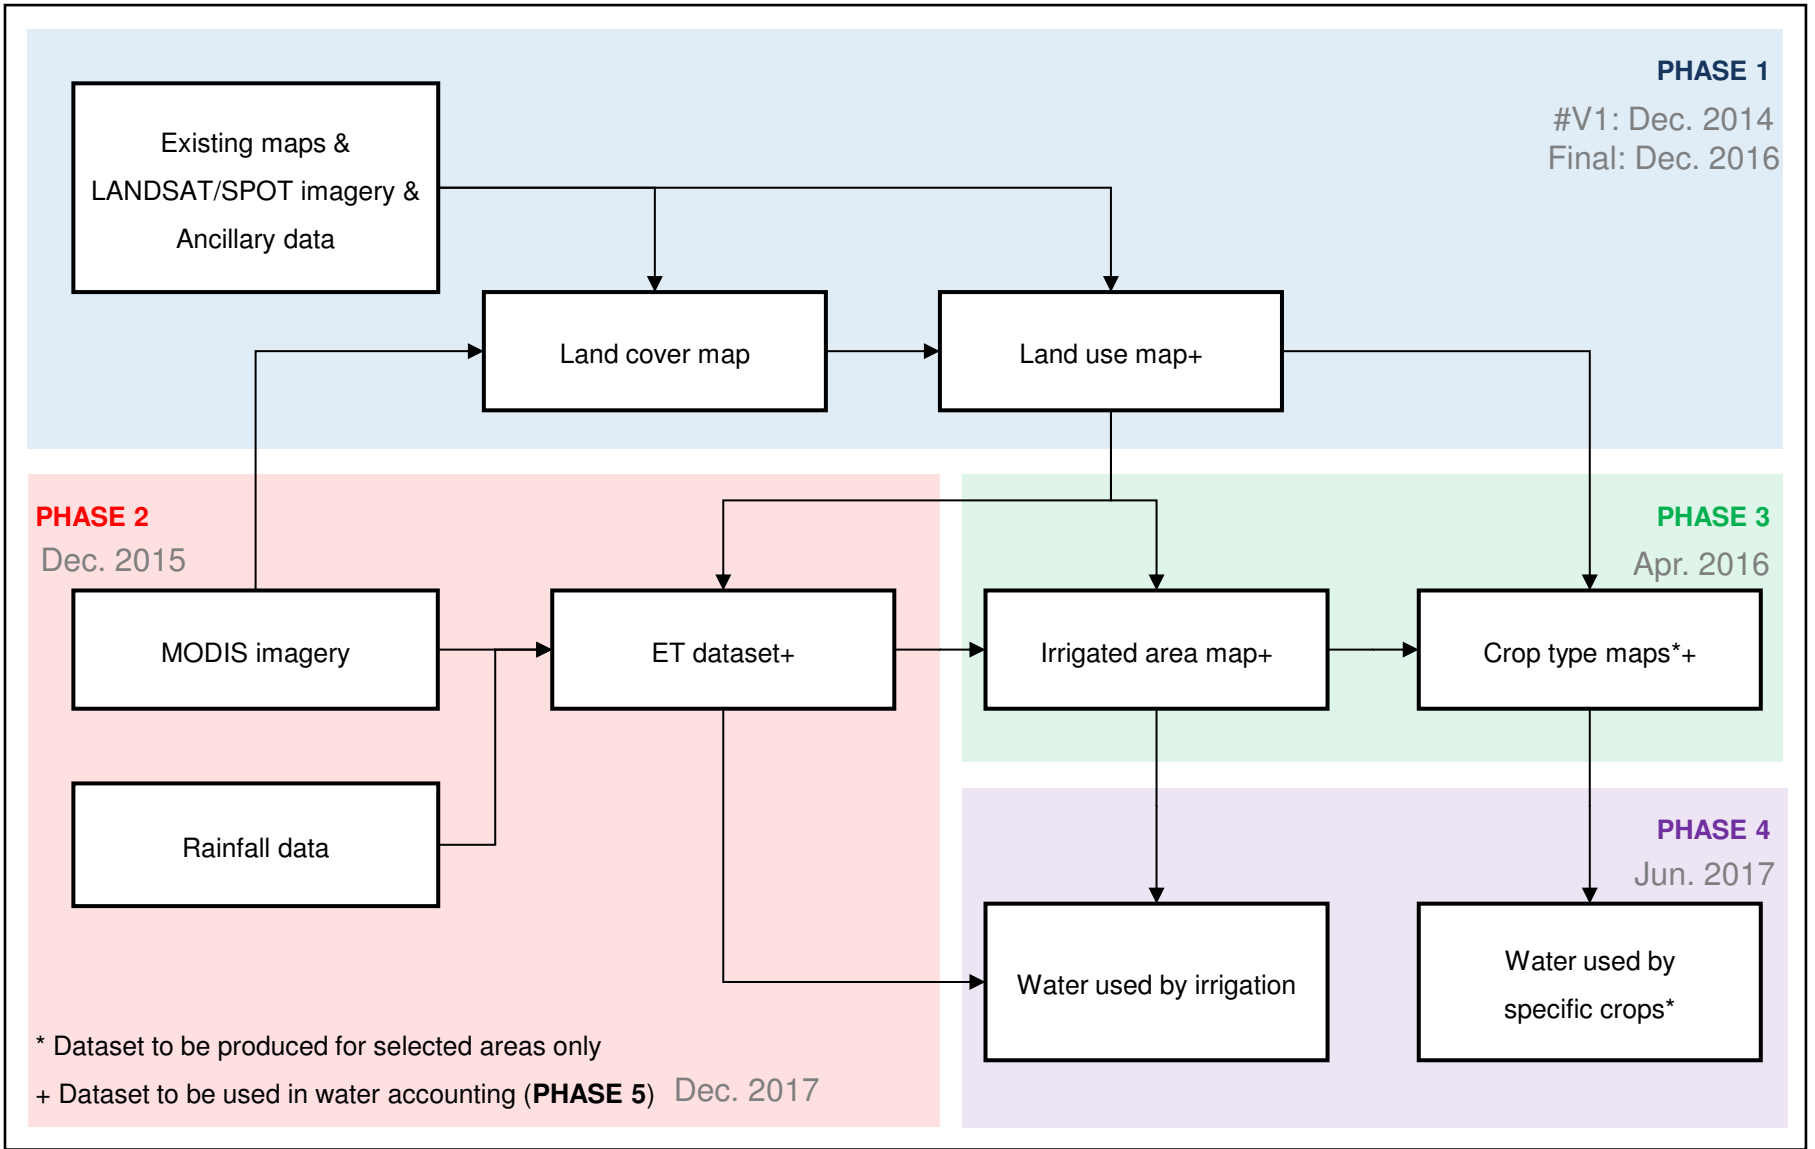 PHASE 1
#V1: Dec. 2014
Final: Dec. 2016
Existing maps &
LANDSAT/SPOT imagery &
Ancillary data
Land cover map
Land use map+
PHASE 2
Dec. 2015
PHASE 3
Apr. 2016
MODIS imagery
ET dataset+
Irrigated area map+
Crop type maps*+
Rainfall data
PHASE 4
Jun. 2017
Water used by irrigation
Water used by
specific crops*
* Dataset to be produced for selected areas only
+ Dataset to be used in water accounting (PHASE 5) Dec. 2017